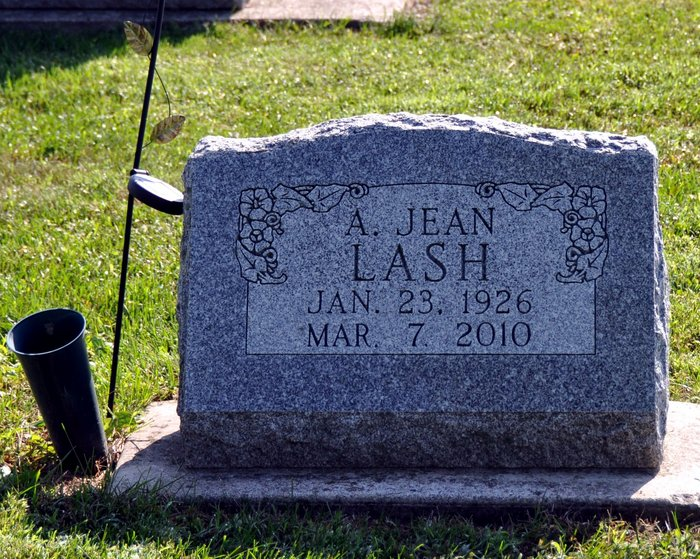 A. JEAN
LASH
JAN. 23, 1926
MAR. 7. 2010